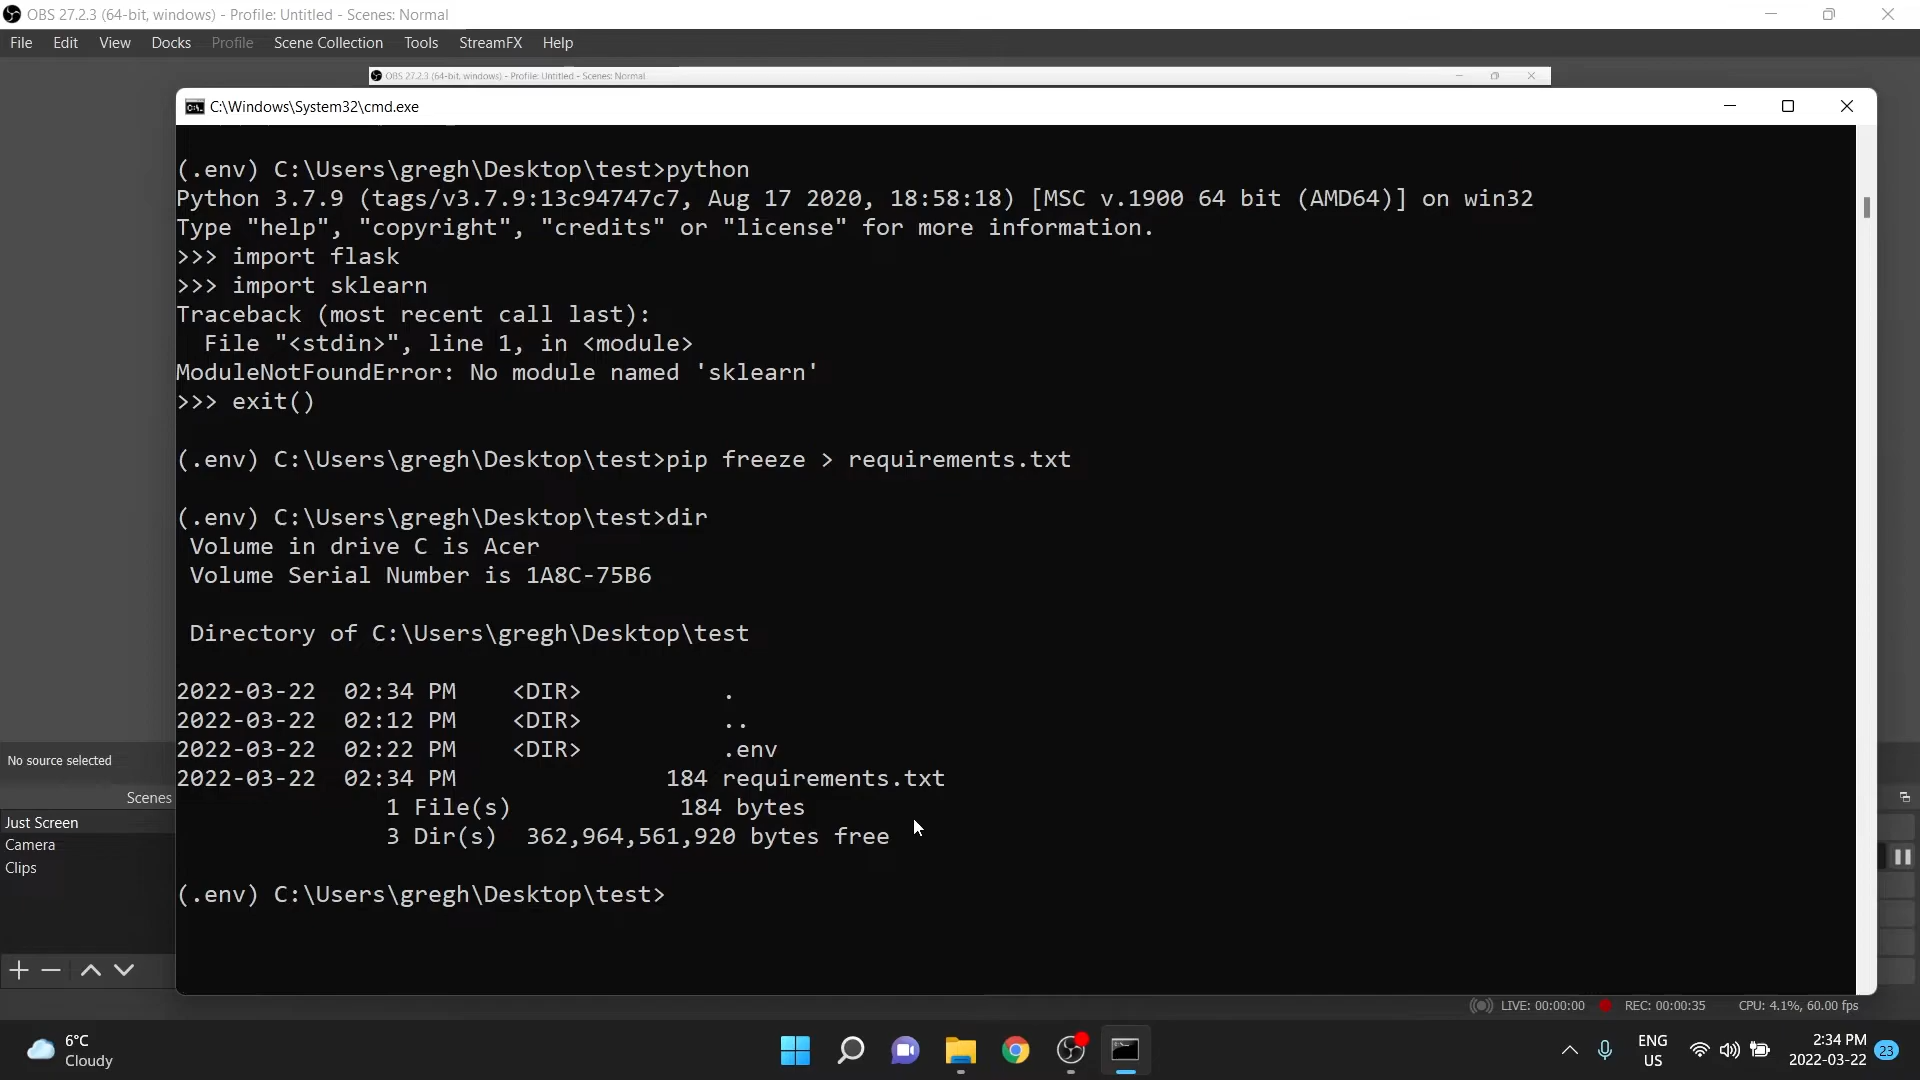 OBS 27.2.3 (64-bit, windows) - Profile: Untitled - Scenes: Normal
File Edit View Docks Profile Scene Collection Tools StreamFX Help
OBS 27.2.3 (64-bit, windows) - Profile: Untitled - Scenes: Normal
C:\Windows\System32\cmd.exe
(.env) C:\Users\gregh\Desktop\test>python
Python 3.7.9 (tags/v3.7.9:13c94747c7, Aug 17 2020, 18:58:18) [MSC v.1900 64 bit (AMD64)] on win32
Type "help", "copyright", "credits" or "license" for more information.
>>> import flask
>>> import sklearn
Traceback (most recent call last):
  File "<stdin>", line 1, in <module>
ModuleNotFoundError: No module named 'sklearn'
>>> exit()
(.env) C:\Users\gregh\Desktop\test>pip freeze > requirements.txt
(.env) C:\Users\gregh\Desktop\test>dir
 Volume in drive C is Acer
 Volume Serial Number is 1A8C-75B6
 Directory of C:\Users\gregh\Desktop\test
2022-03-22  02:34 PM    <DIR>          .
2022-03-22  02:12 PM    <DIR>          ..
2022-03-22  02:22 PM    <DIR>          .env
2022-03-22  02:34 PM               184 requirements.txt
               1 File(s)            184 bytes
               3 Dir(s)  362,964,561,920 bytes free
(.env) C:\Users\gregh\Desktop\test>
No source selected
Scenes
Just Screen
Camera
Clips
LIVE: 00:00:00 REC: 00:00:35 CPU: 4.1%, 60.00 fps
6°C
Cloudy
ENG
US
2:34 PM
2022-03-22
23